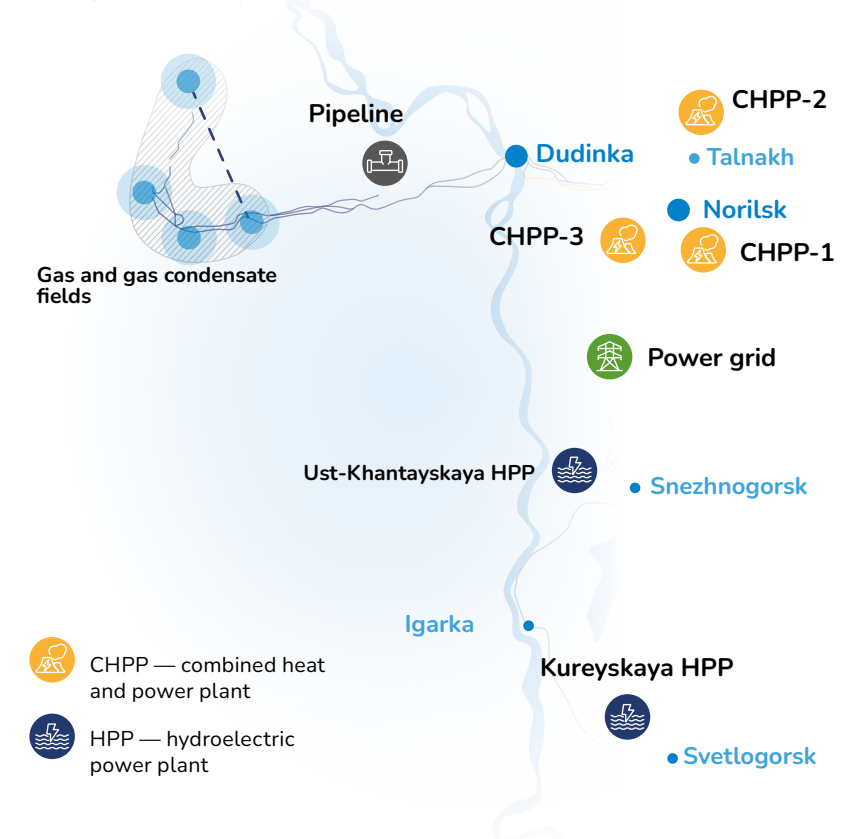 CHPP-2
Pipeline
Dudinka
Talnakh
Norilsk
CHPP-3
CHPP-1
Gas and gas condensate
fields
Power grid
Ust-Khantayskaya HPP
Snezhnogorsk
Igarka
Kureyskaya HPP
CHPP — combined heat
and power plant
HPP — hydroelectric
power plant
Svetlogorsk